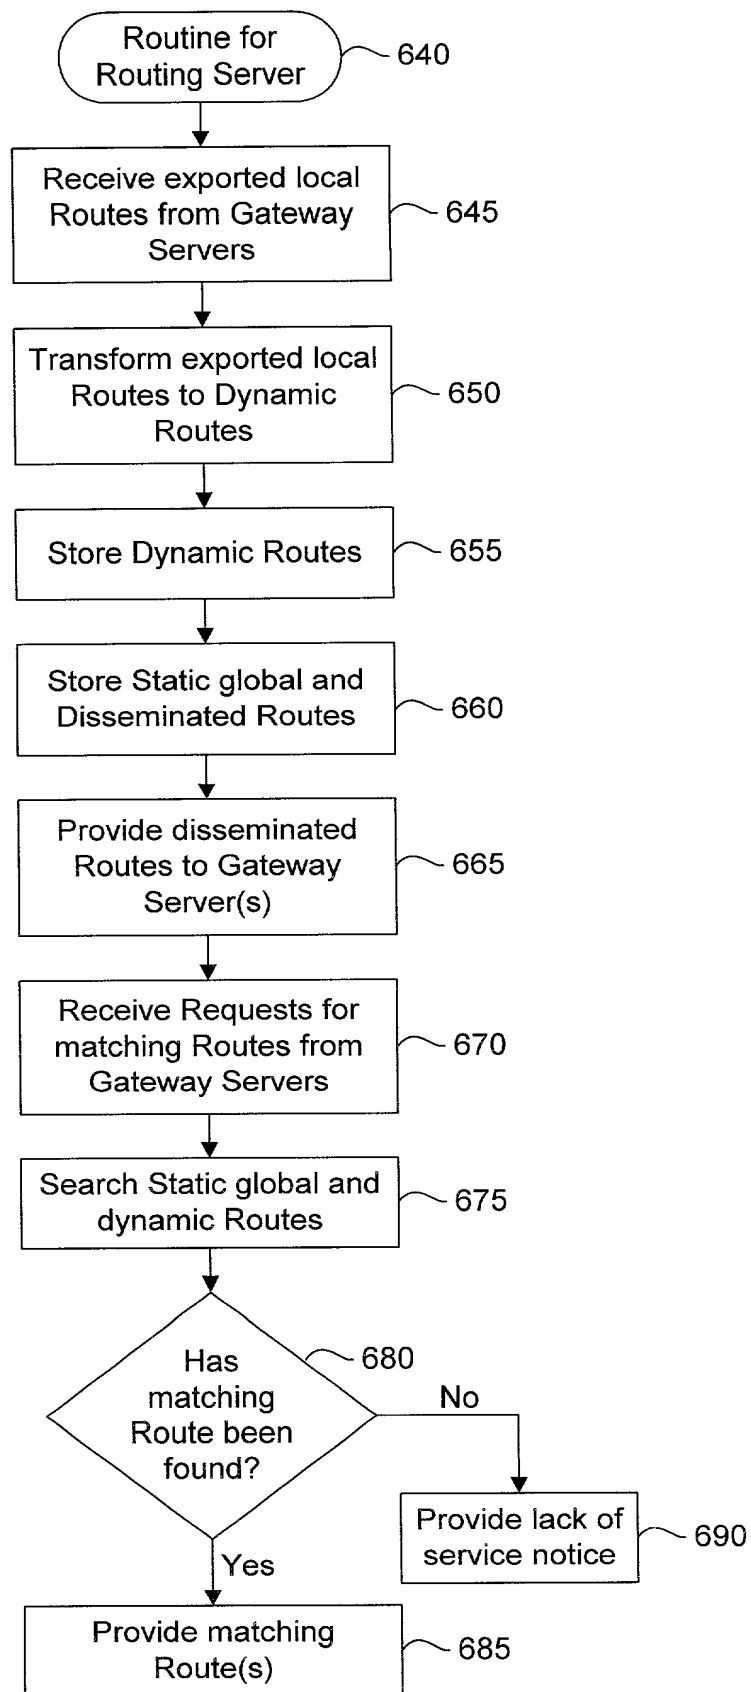 Routine for
Routing Server
640
Receive exported local
Routes from Gateway
Servers
645
Transform exported local
Routes to Dynamic
Routes
650
Store Dynamic Routes
655
Store Static global and
Disseminated Routes
660
Provide disseminated
Routes to Gateway
Server(s)
665
Receive Requests for
matching Routes from
Gateway Servers
670
Search Static global and
dynamic Routes
675
Has
matching
Route been
found?
680
No
Provide lack of
service notice
690
Yes
Provide matching
Route(s)
685